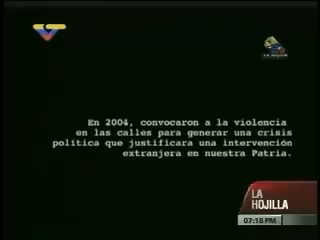 En 2004, convocaron a la violencia
en las calles para generar una crisis
política que justificara una intervención
extranjera en nuestra Patria.
LA
HOJILLA
07:18 PM